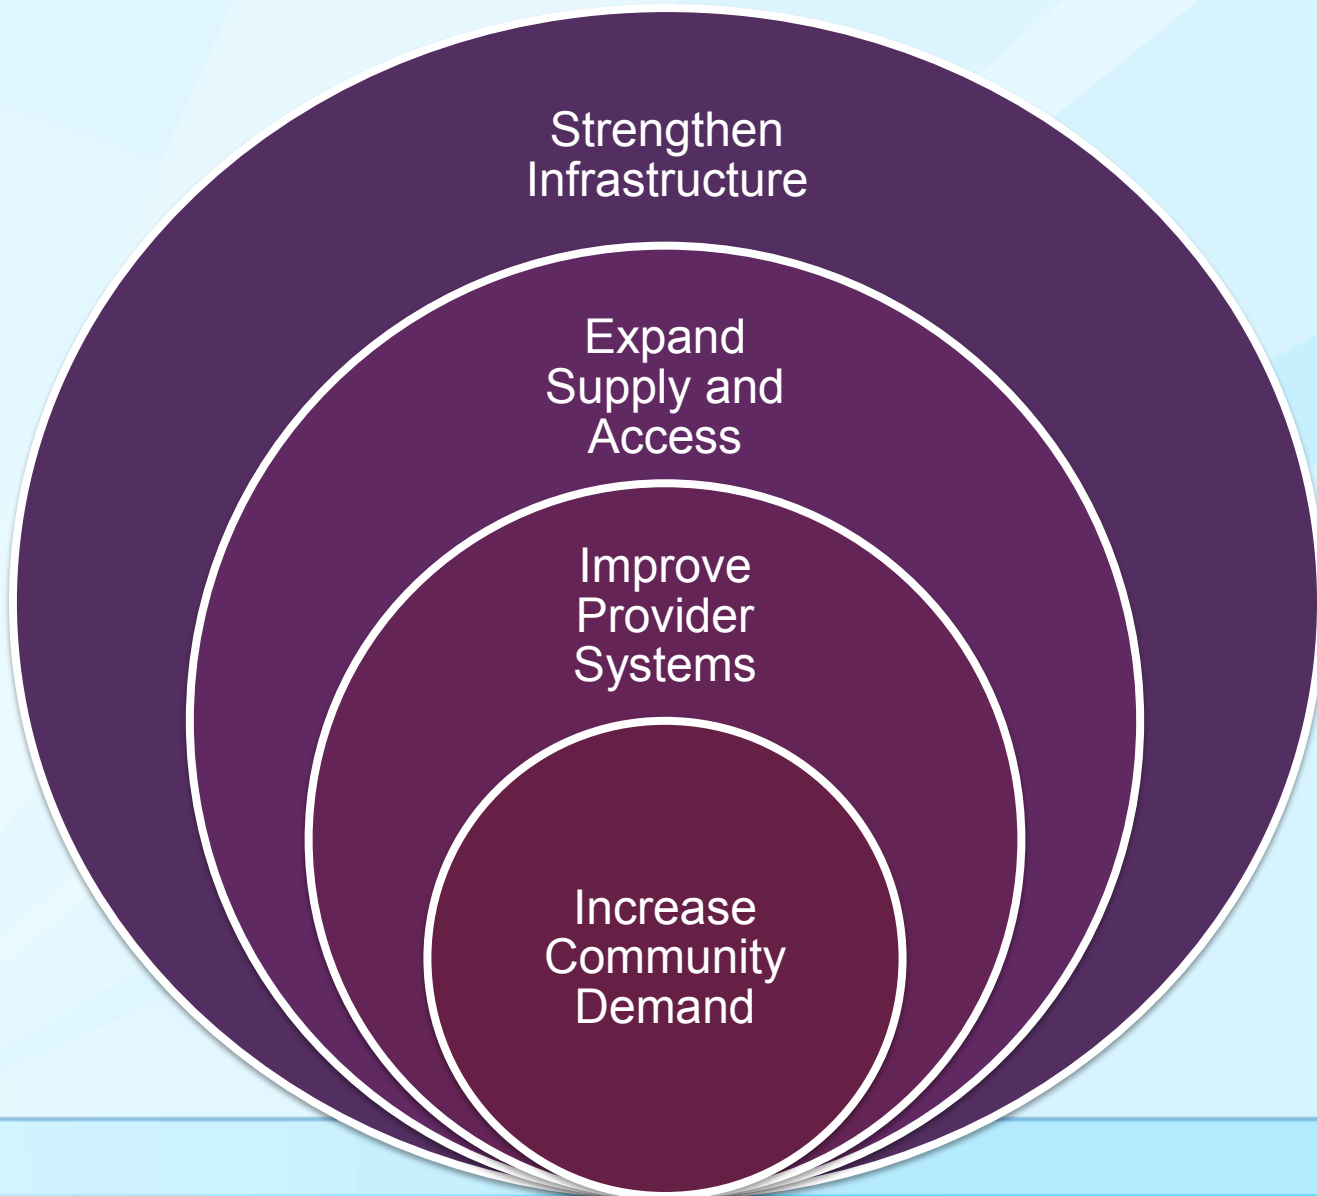 Strengthen
Infrastructure
Expand
Supply and
Access
Improve
Provider
Systems
Increase
Community
Demand